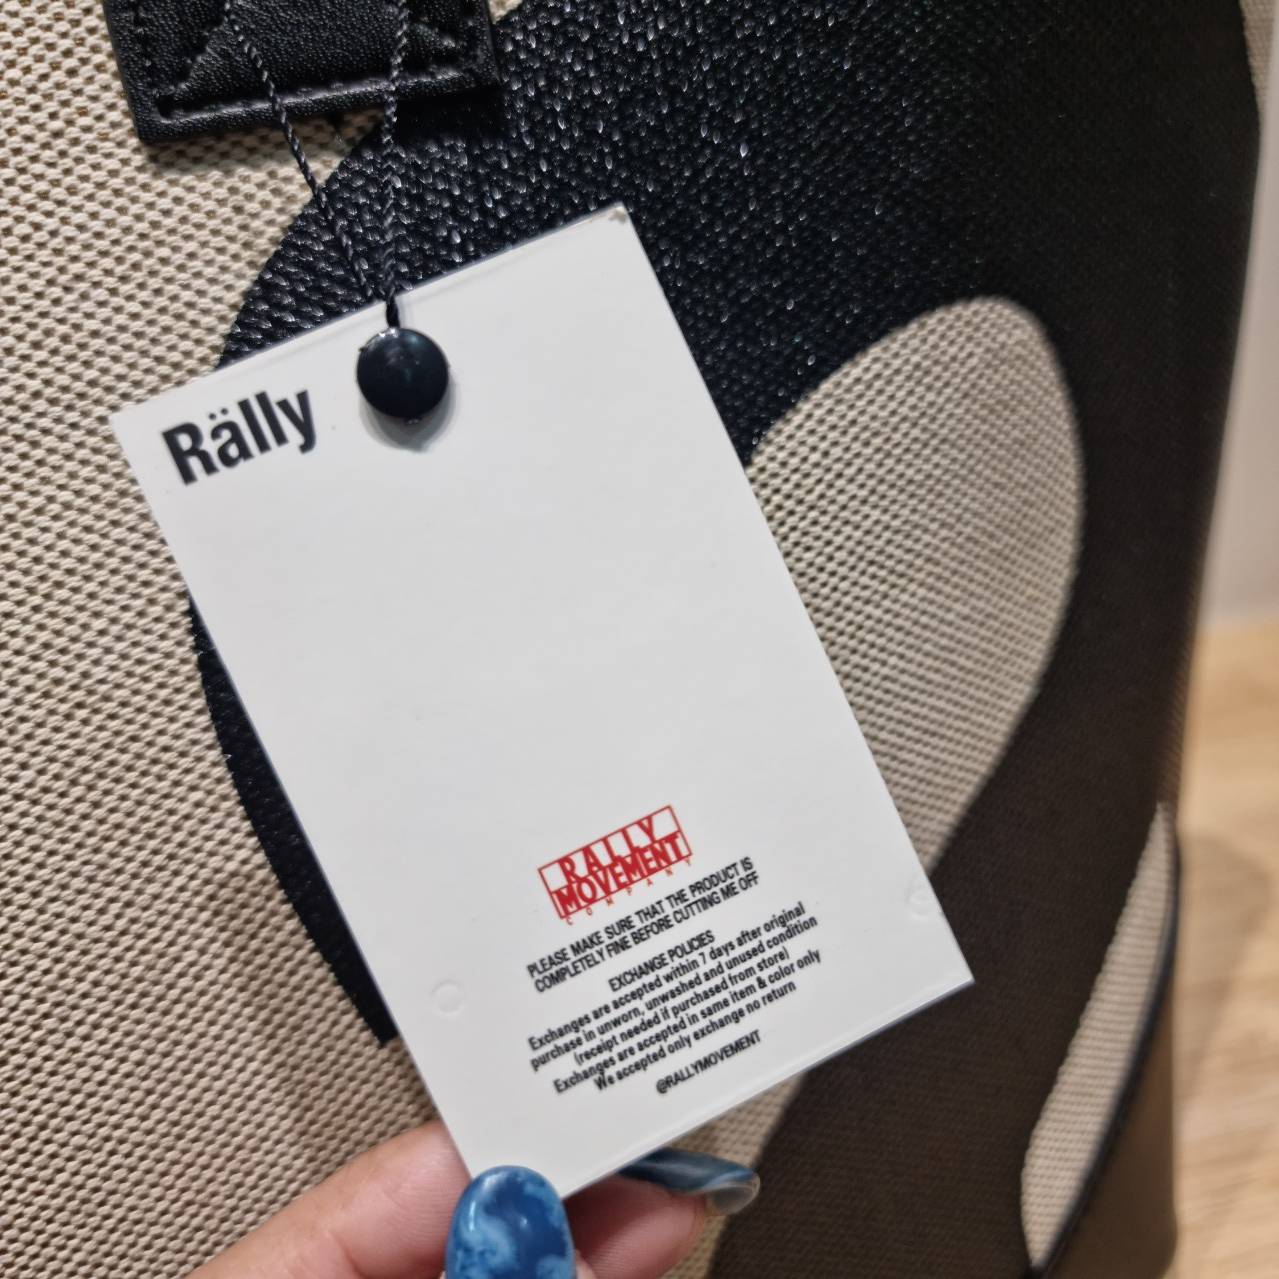 Rälly
RALLY
MOVEMENT
COMPANY
PLEASE MAKE SURE THAT THE PRODUCT IS
COMPLETELY FINE BEFORE CUTTING ME OFF
EXCHANGE POLICIES
Exchanges are accepted within 7 days after original
purchase in unworn, unwashed and unused condition
(receipt needed if purchased from store)
Exchanges are accepted in same item & color only
We accepted only exchange no return
@RALLYMOVEMENT